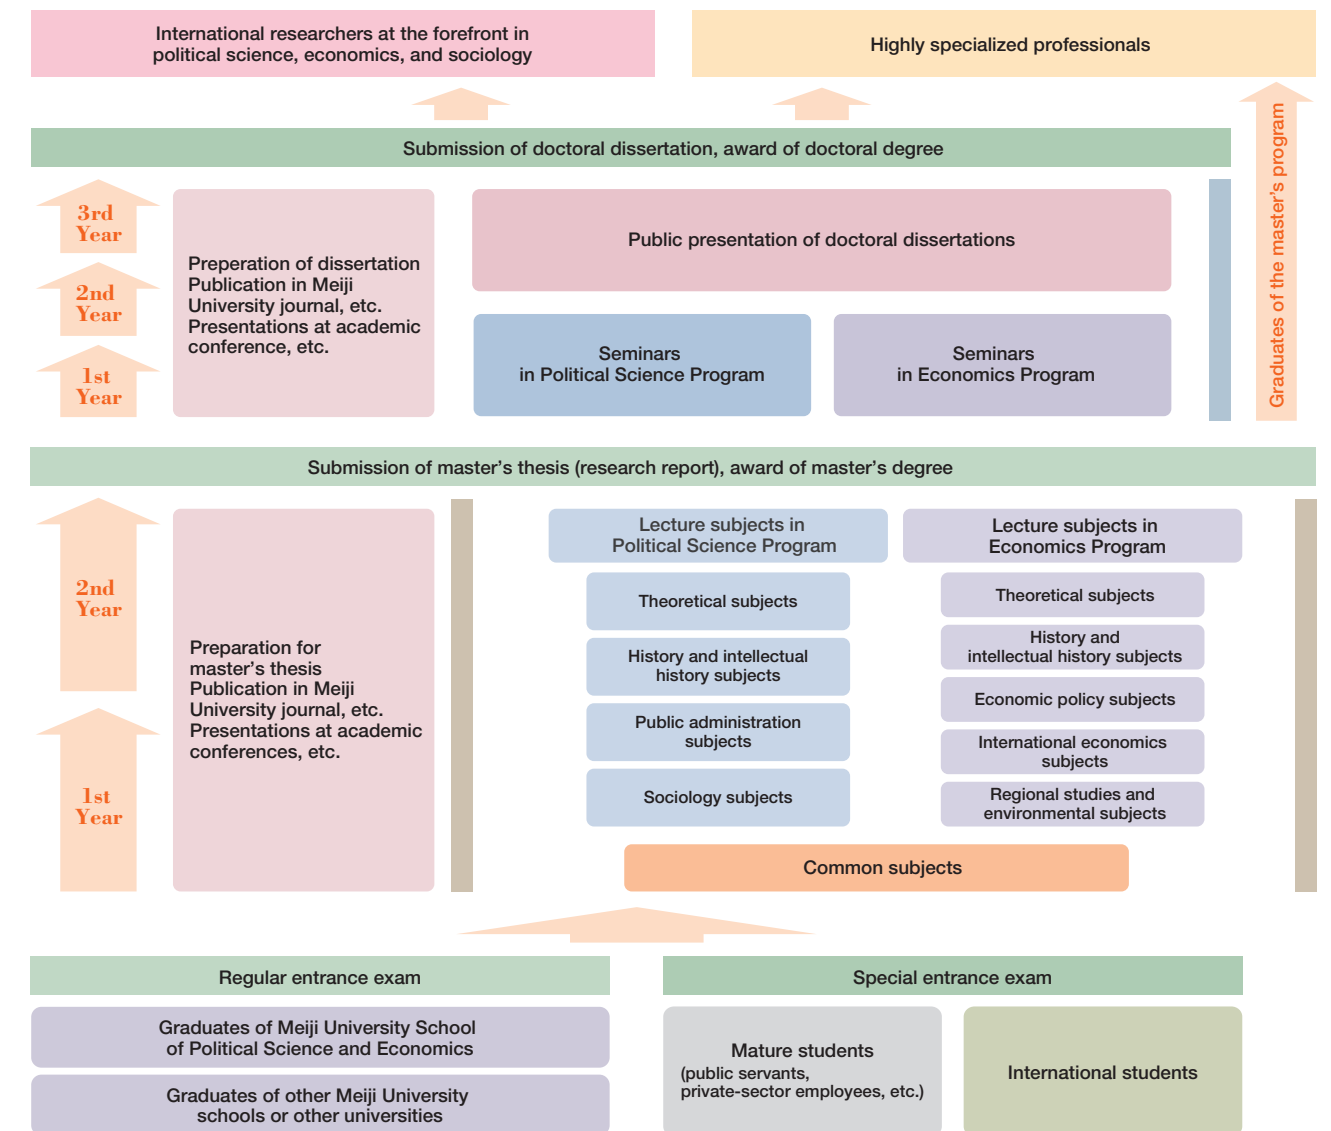 International researchers at the forefront in
political science, economics, and sociology
Highly specialized professionals
Graduates of the master's program
Submission of doctoral dissertation, award of doctoral degree
3rd
Year
2nd
Year
1st
Year
Preperation of dissertation
Publication in Meiji
University journal, etc.
Presentations at academic
conference, etc.
Public presentation of doctoral dissertations
Seminars
in Political Science Program
Seminars
in Economics Program
Submission of master's thesis (research report), award of master's degree
2nd
Year
1st
Year
Preparation for
master's thesis
Publication in Meiji
University journal, etc.
Presentations at academic
conferences, etc.
Lecture subjects in
Political Science Program
Theoretical subjects
History and intellectual
history subjects
Public administration
subjects
Sociology subjects
Lecture subjects in
Economics Program
Theoretical subjects
History and
intellectual history subjects
Economic policy subjects
International economics
subjects
Regional studies and
environmental subjects
Common subjects
Regular entrance exam
Graduates of Meiji University School
of Political Science and Economics
Graduates of other Meiji University
schools or other universities
Special entrance exam
Mature students
(public servants,
private-sector employees, etc.)
International students